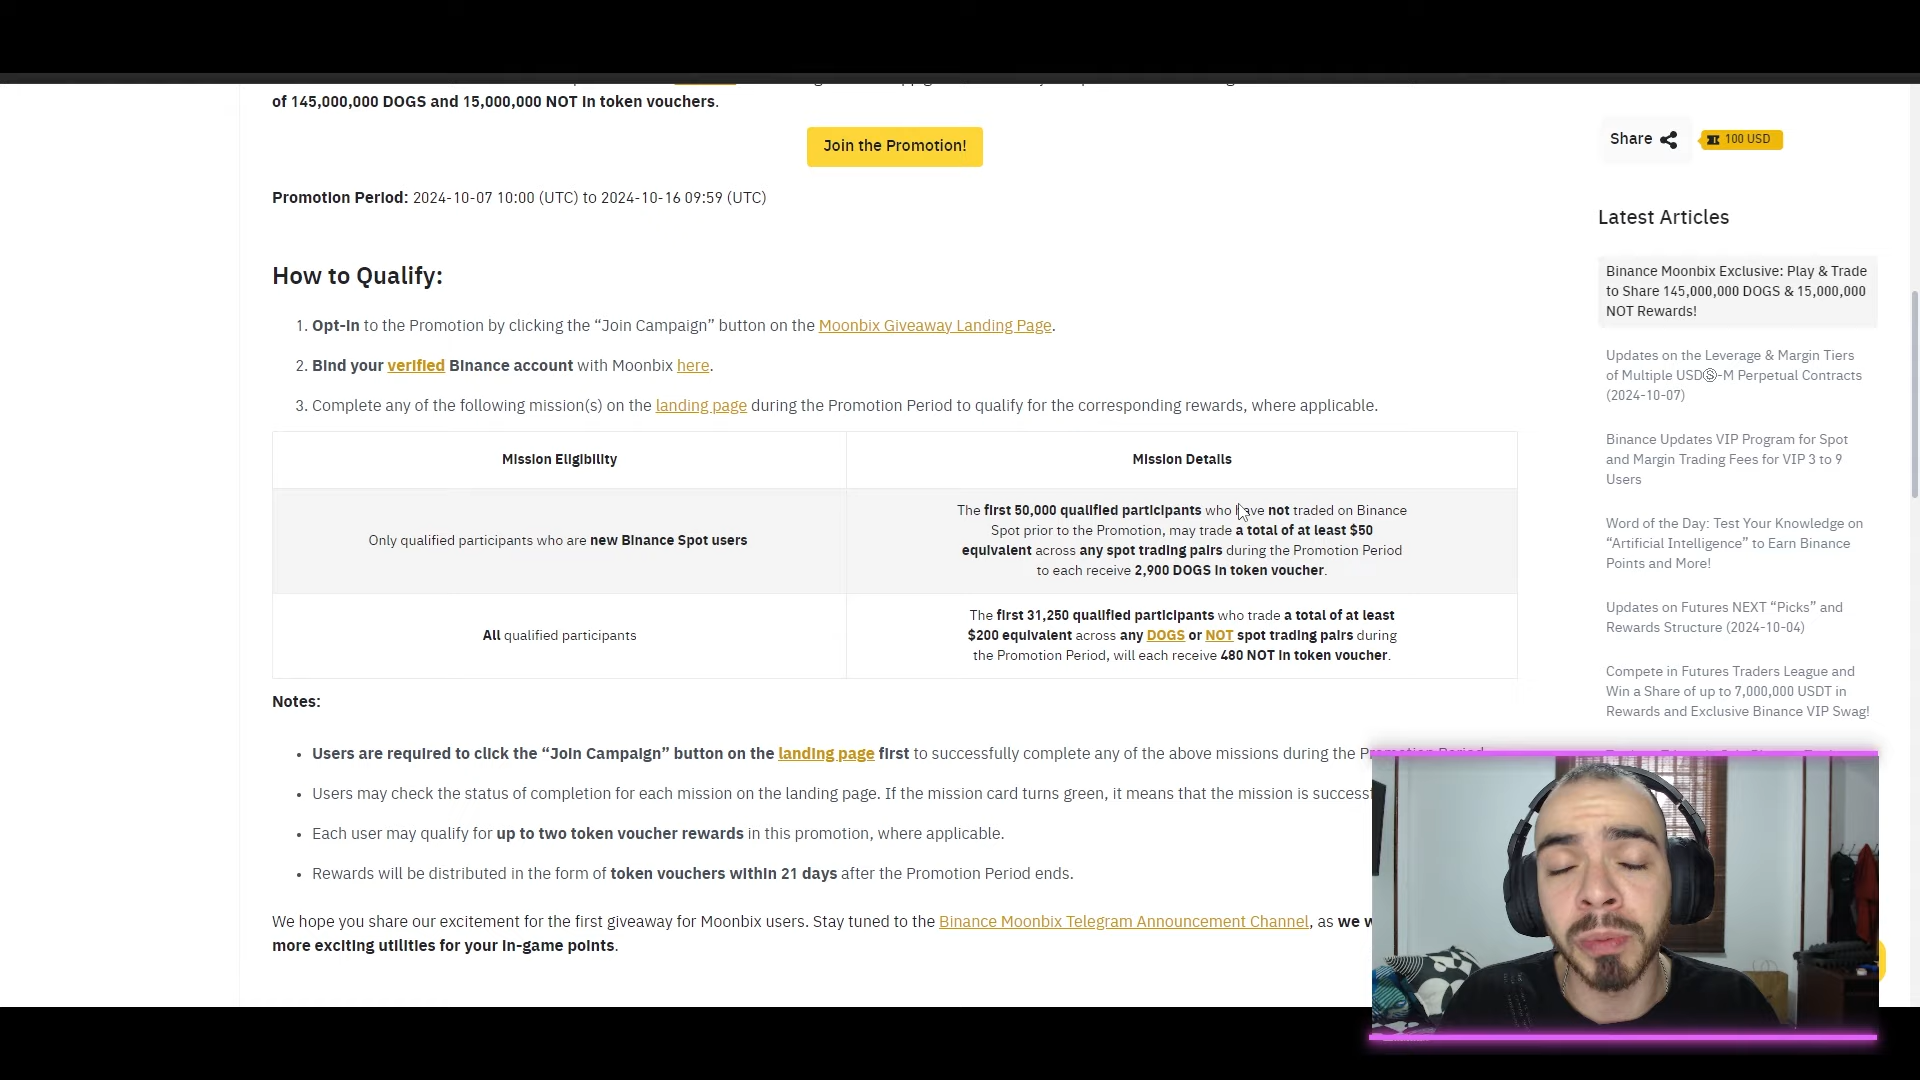 of 145,000,000 DOGS and 15,000,000 NOT in token vouchers.
Join the Promotion!
Promotion Period: 2024-10-07 10:00 (UTC) to 2024-10-16 09:59 (UTC)
How to Qualify:
1. Opt-in to the Promotion by clicking the “Join Campaign” button on the Moonbix Giveaway Landing Page.
2. Bind your verified Binance account with Moonbix here.
3. Complete any of the following mission(s) on the landing page during the Promotion Period to qualify for the corresponding rewards, where applicable.
Mission Eligibility
Mission Details
Only qualified participants who are new Binance Spot users
The first 50,000 qualified participants who have not traded on Binance
Spot prior to the Promotion, may trade a total of at least $50
equivalent across any spot trading pairs during the Promotion Period
to each receive 2,900 DOGS in token voucher.
All qualified participants
The first 31,250 qualified participants who trade a total of at least
$200 equivalent across any DOGS or NOT spot trading pairs during
the Promotion Period, will each receive 480 NOT in token voucher.
Notes:
• Users are required to click the “Join Campaign” button on the landing page first to successfully complete any of the above missions during the Promotion Period
• Users may check the status of completion for each mission on the landing page. If the mission card turns green, it means that the mission is
• Each user may qualify for up to two token voucher rewards in this promotion, where applicable.
• Rewards will be distributed in the form of token vouchers within 21 days after the Promotion Period ends.
We hope you share our excitement for the first giveaway for Moonbix users. Stay tuned to the Binance Moonbix Telegram Announcement Channel, as
more exciting utilities for your in-game points.
Share
100 USD
Latest Articles
Binance Moonbix Exclusive: Play & Trade
to Share 145,000,000 DOGS & 15,000,000
NOT Rewards!
Updates on the Leverage & Margin Tiers
of Multiple USDⓈ-M Perpetual Contracts
(2024-10-07)
Binance Updates VIP Program for Spot
and Margin Trading Fees for VIP 3 to 9
Users
Word of the Day: Test Your Knowledge on
“Artificial Intelligence” to Earn Binance
Points and More!
Updates on Futures NEXT “Picks” and
Rewards Structure (2024-10-04)
Compete in Futures Traders League and
Win a Share of up to 7,000,000 USDT in
Rewards and Exclusive Binance VIP Swag!